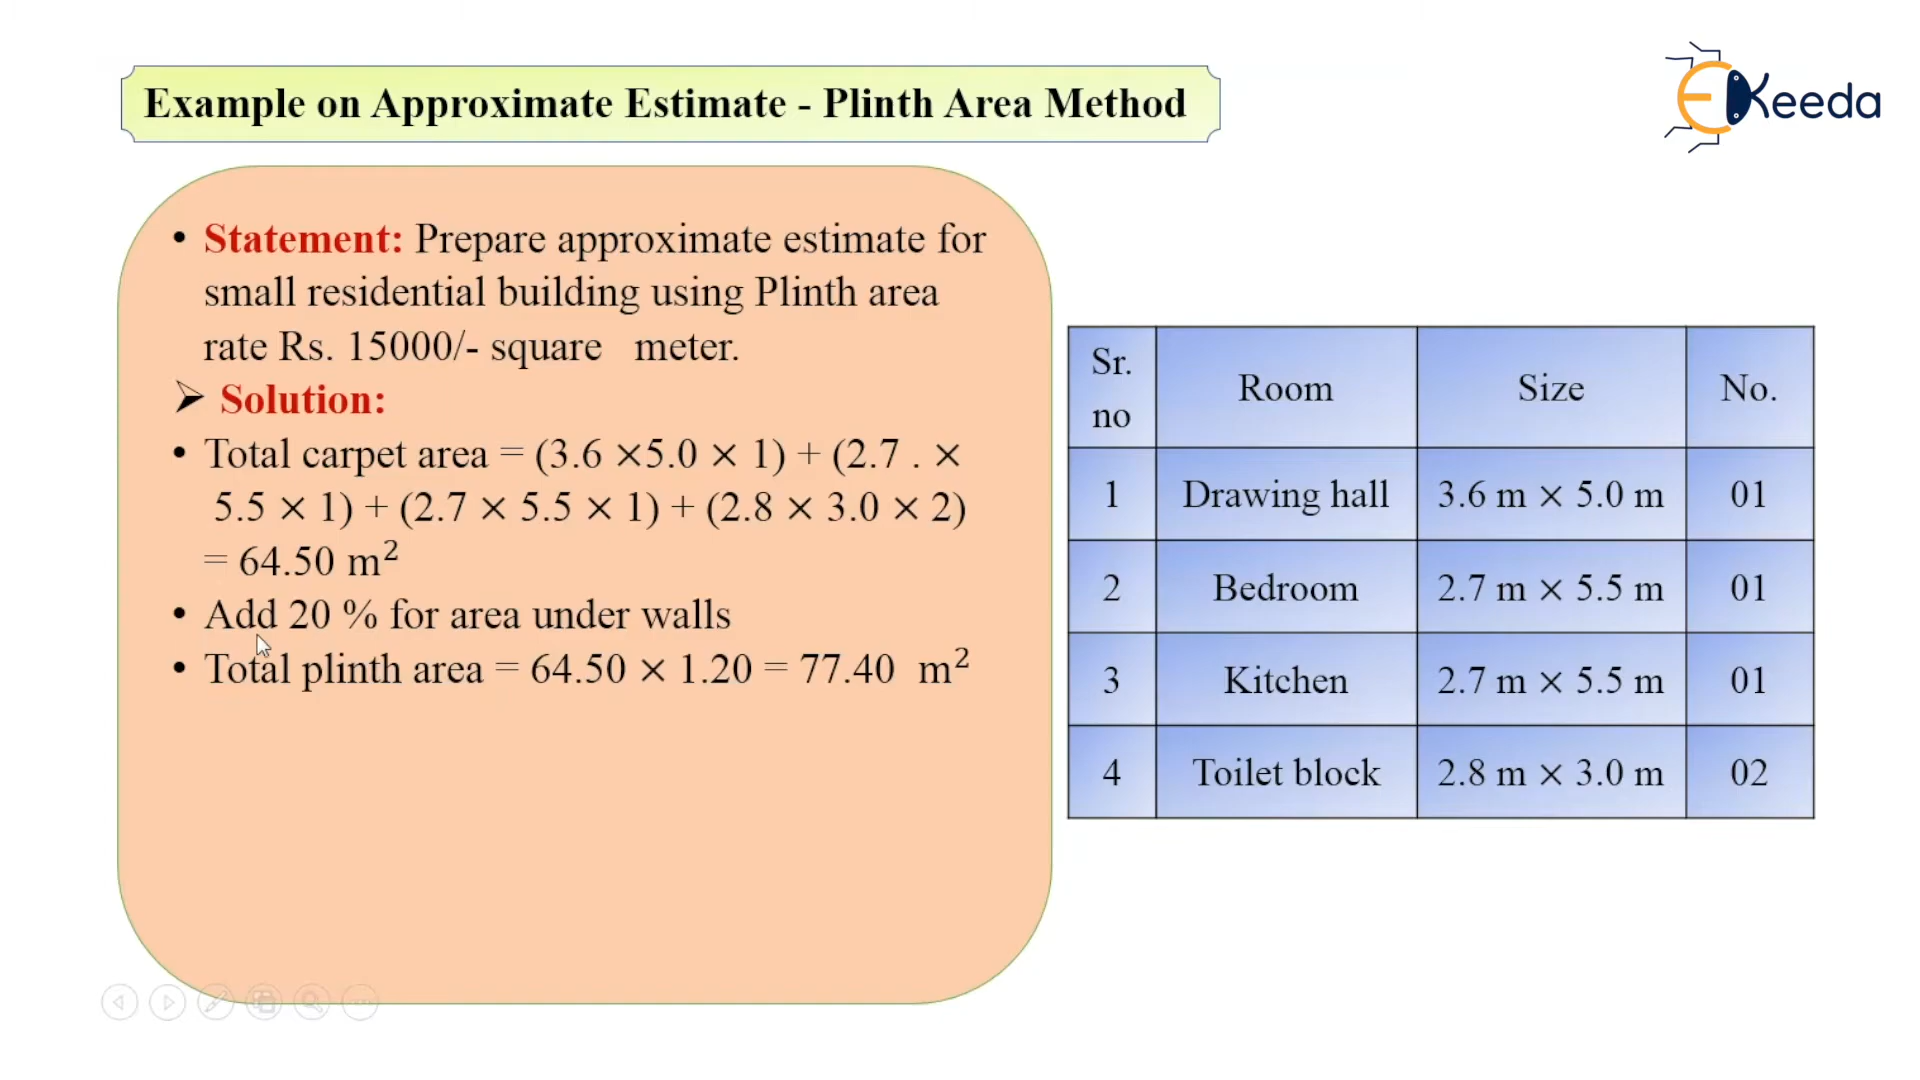 Example on Approximate Estimate - Plinth Area Method
Keeda
• Statement: Prepare approximate estimate for
small residential building using Plinth area
rate Rs. 15000/- square meter.
➢ Solution:
• Total carpet area = (3.6 ×5.0 × 1) + (2.7 . ×
5.5 × 1) + (2.7 × 5.5 × 1) + (2.8 × 3.0 × 2)
= 64.50 m²
• Add 20 % for area under walls
• Total plinth area = 64.50 × 1.20 = 77.40 m²
Sr. no Room Size No.
1 Drawing hall 3.6 m × 5.0 m 01
2 Bedroom 2.7 m × 5.5 m 01
3 Kitchen 2.7 m × 5.5 m 01
4 Toilet block 2.8 m × 3.0 m 02